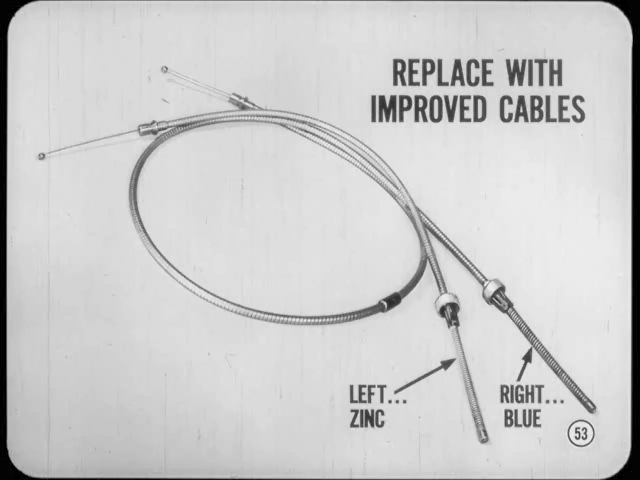 REPLACE WITH
IMPROVED CABLES
LEFT...
ZINC
RIGHT...
BLUE
53